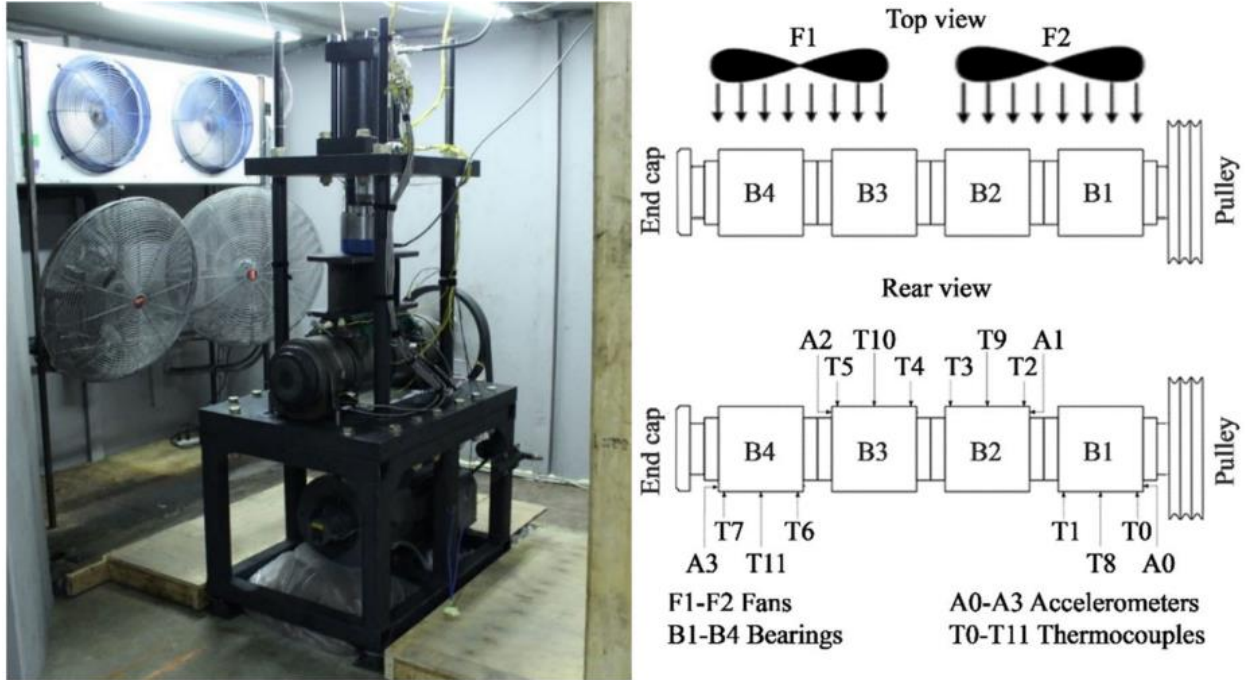 Top view
F1 F2
End cap B4 B3 B2 B1 Pulley
Rear view
A2 T10 T9 A1
T5 T4 T3 T2
End cap B4 B3 B2 B1 Pulley
T7 T6 T1 T0
A3 T11 T8 A0
F1-F2 Fans A0-A3 Accelerometers
B1-B4 Bearings T0-T11 Thermocouples